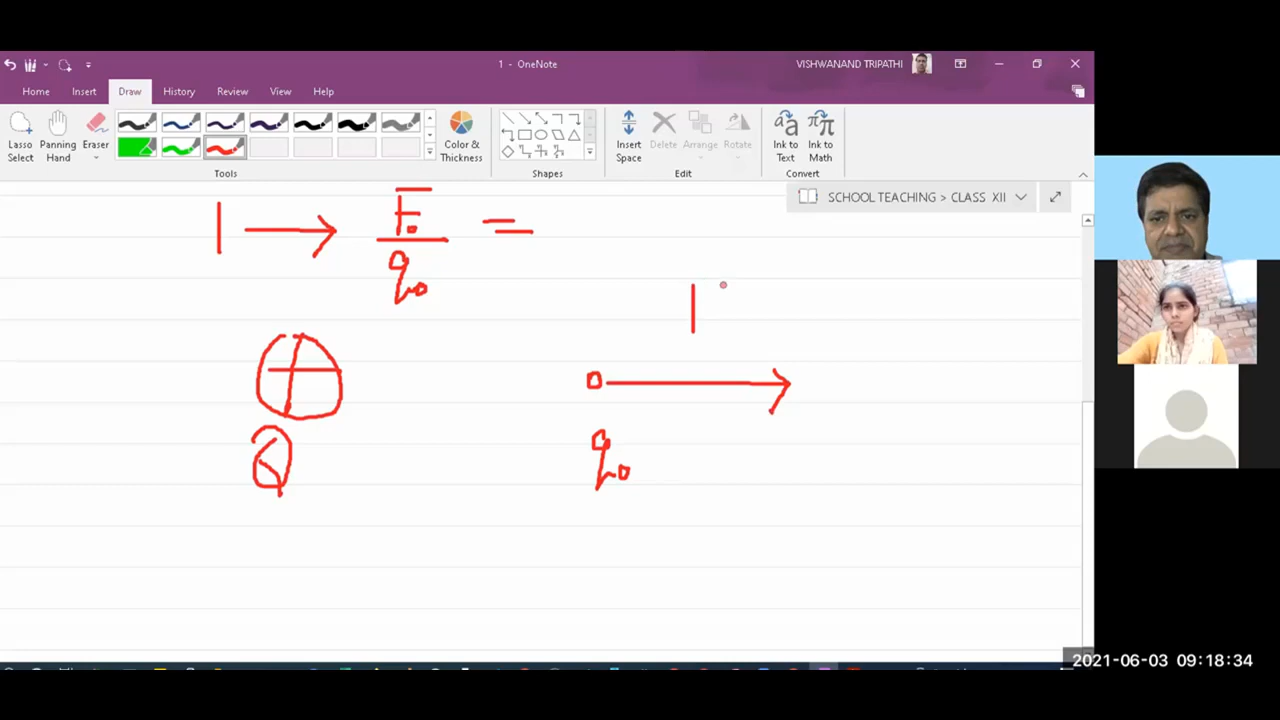 1 - OneNote
VISHWANAND TRIPATHI
Home Insert Draw History Review View Help
Lasso Select
Panning Hand
Eraser
Color & Thickness
Insert Space
Delete
Arrange
Rotate
Ink to Text
Ink to Math
Tools Shapes Edit Convert
SCHOOL TEACHING > CLASS XII
1 → F₀/q₀ =
Q
q₀
2021-06-03 09:18:34